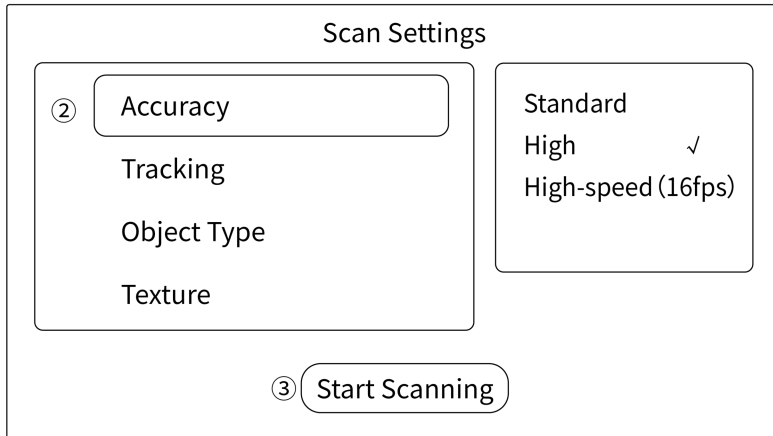 Scan Settings
② Accuracy
Tracking
Object Type
Texture
Standard
High √
High-speed (16fps)
③ Start Scanning